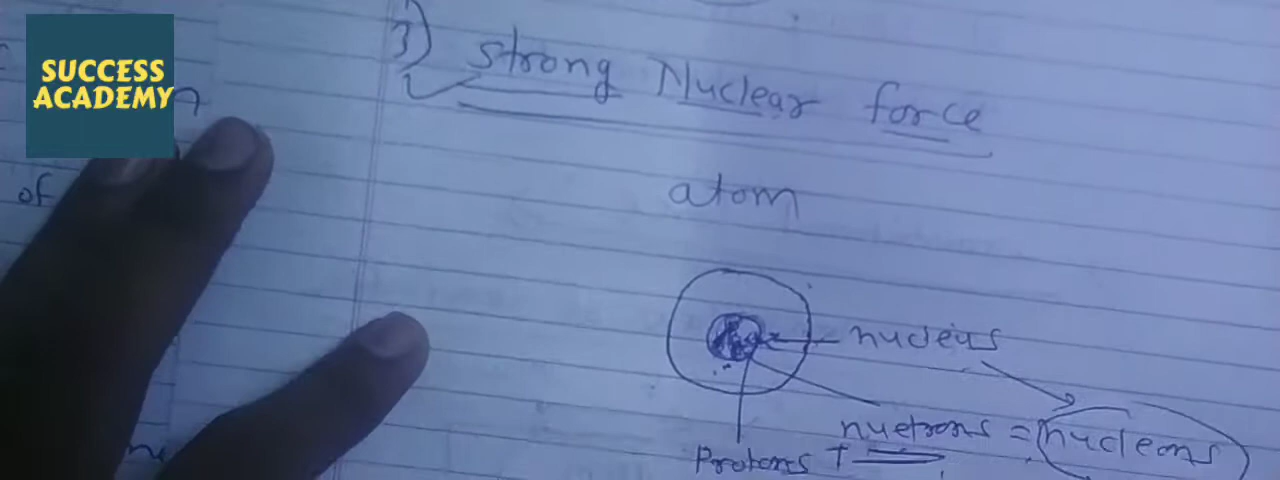 SUCCESS
ACADEMY
of
3) strong Nuclear force
atom
nucleus
nuetrons = nucleons
Protons +